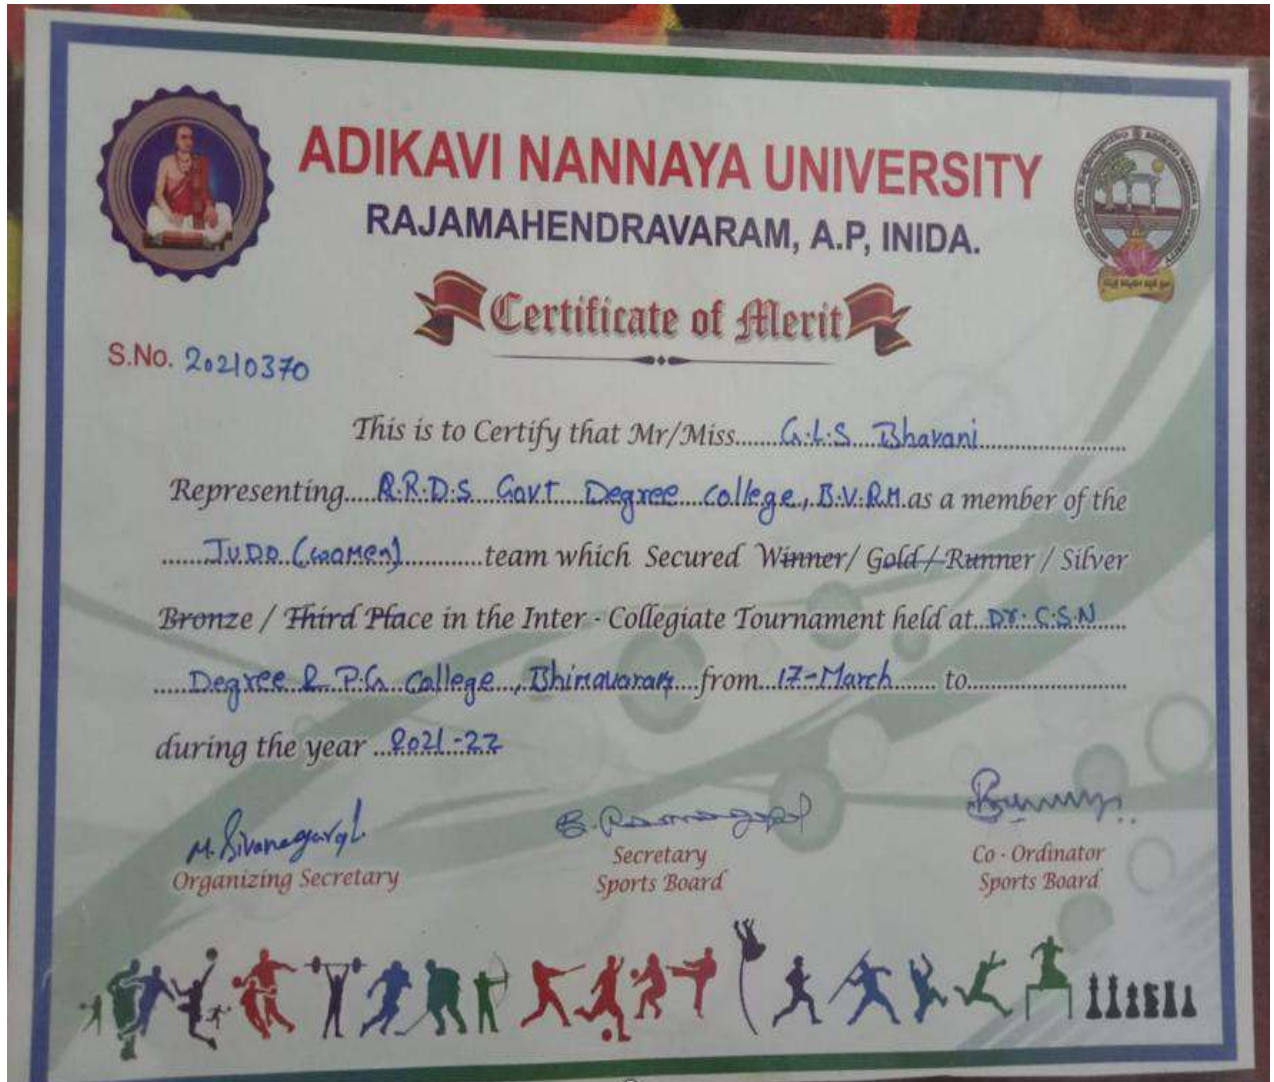 ADIKAVI NANNAYA UNIVERSITY
RAJAMAHENDRAVARAM, A.P, INIDA.
Certificate of Merit
S.No. 20210370
This is to Certify that Mr/Miss......G.L.S Bhavani..............
Representing....R.R.D.S Govt Degree college, B.V.R.M.as a member of the
......JUDO (women)............team which Secured Winner/ Gold / Runner / Silver
Bronze / Third Place in the Inter - Collegiate Tournament held at..Dr. C.S.N.....
.....Degree & P.G college, Bhimavaram...from..17-March...... to......................
during the year ...2021-22
M. Sivanagaraju
B. Ramagopal
Organizing Secretary
Secretary
Sports Board
Co - Ordinator
Sports Board